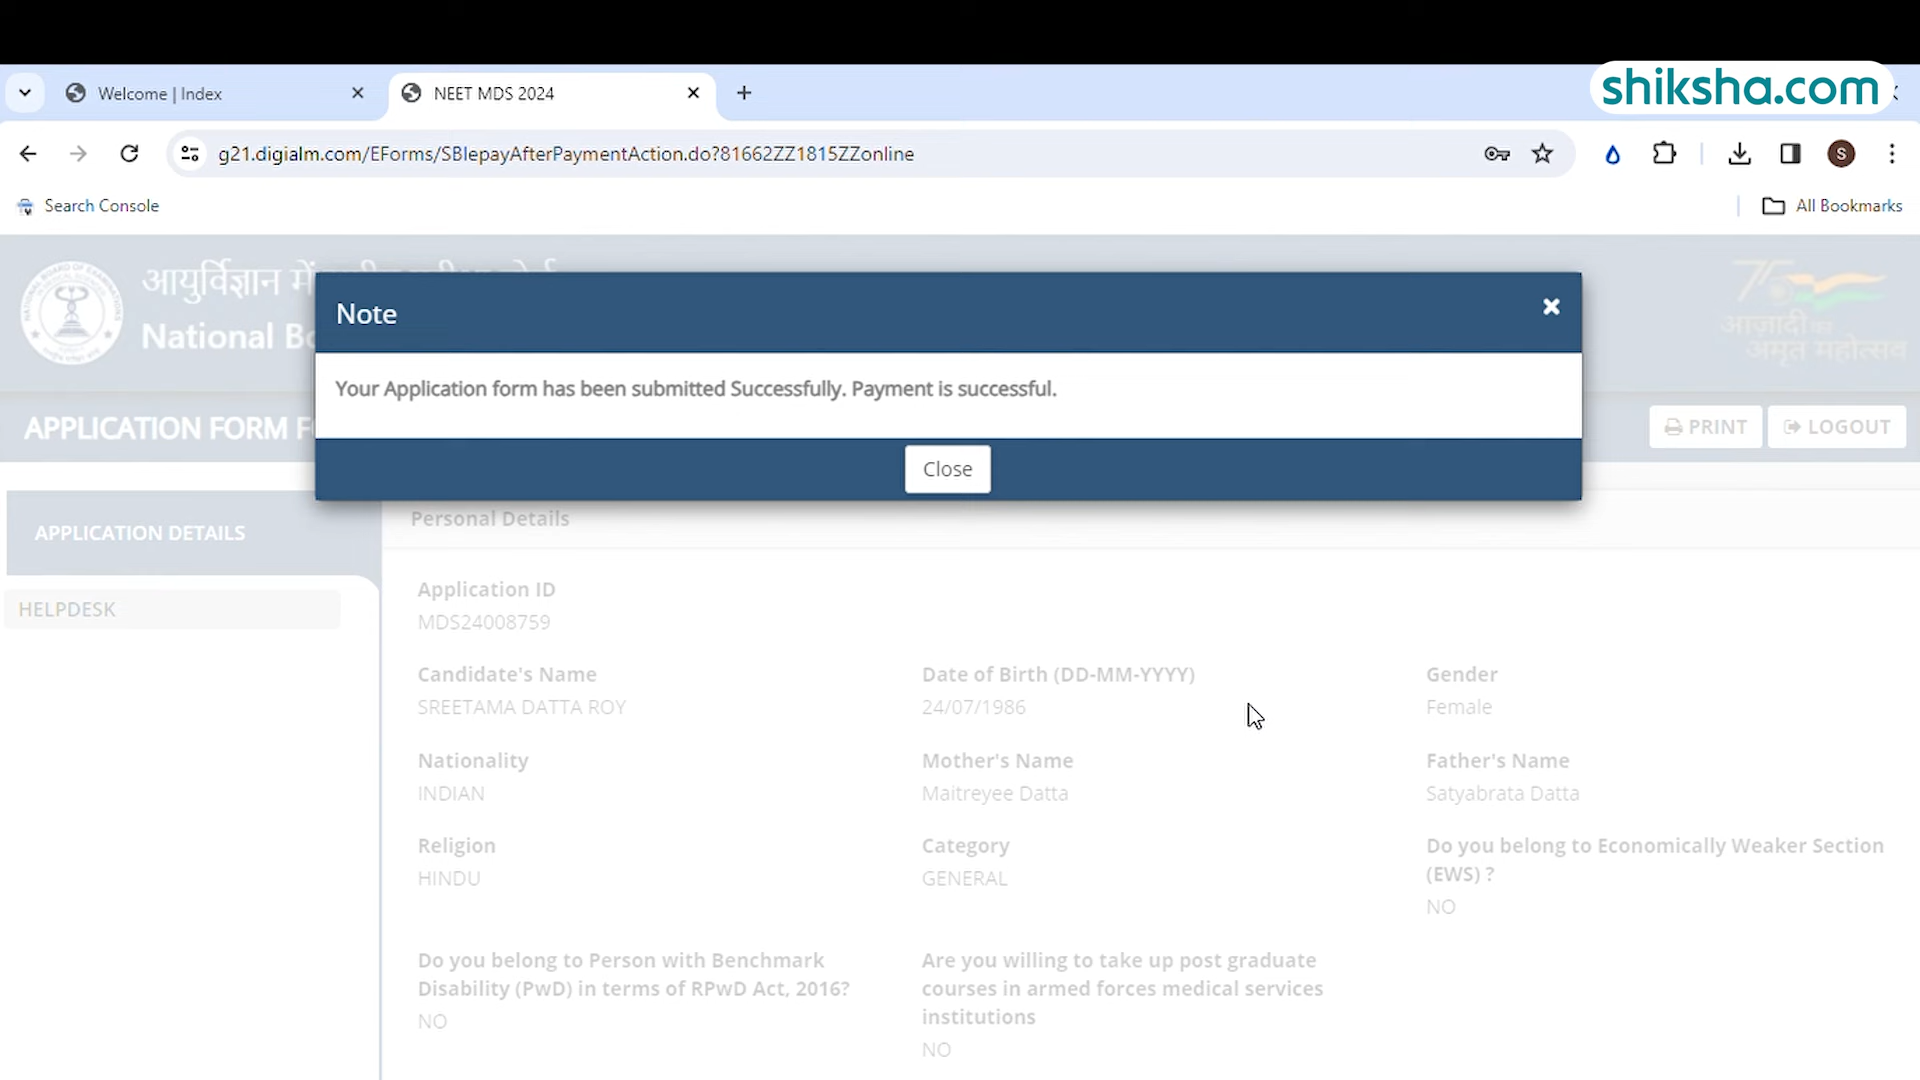 shiksha.com
Welcome | Index
NEET MDS 2024
g21.digialm.com/EForms/SBIepayAfterPaymentAction.do?81662ZZ1815ZZonline
S
Search Console
All Bookmarks
आयुर्विज्ञान में
National Bo
75
आज़ादी का
अमृत महोत्सव
Note
Your Application form has been submitted Successfully. Payment is successful.
Close
APPLICATION FORM F
PRINT
LOGOUT
APPLICATION DETAILS
HELPDESK
Personal Details
Application ID
MDS24008759
Candidate's Name
SREETAMA DATTA ROY
Date of Birth (DD-MM-YYYY)
24/07/1986
Gender
Female
Nationality
INDIAN
Mother's Name
Maitreyee Datta
Father's Name
Satyabrata Datta
Religion
HINDU
Category
GENERAL
Do you belong to Economically Weaker Section
(EWS) ?
NO
Do you belong to Person with Benchmark
Disability (PwD) in terms of RPwD Act, 2016?
NO
Are you willing to take up post graduate
courses in armed forces medical services
institutions
NO